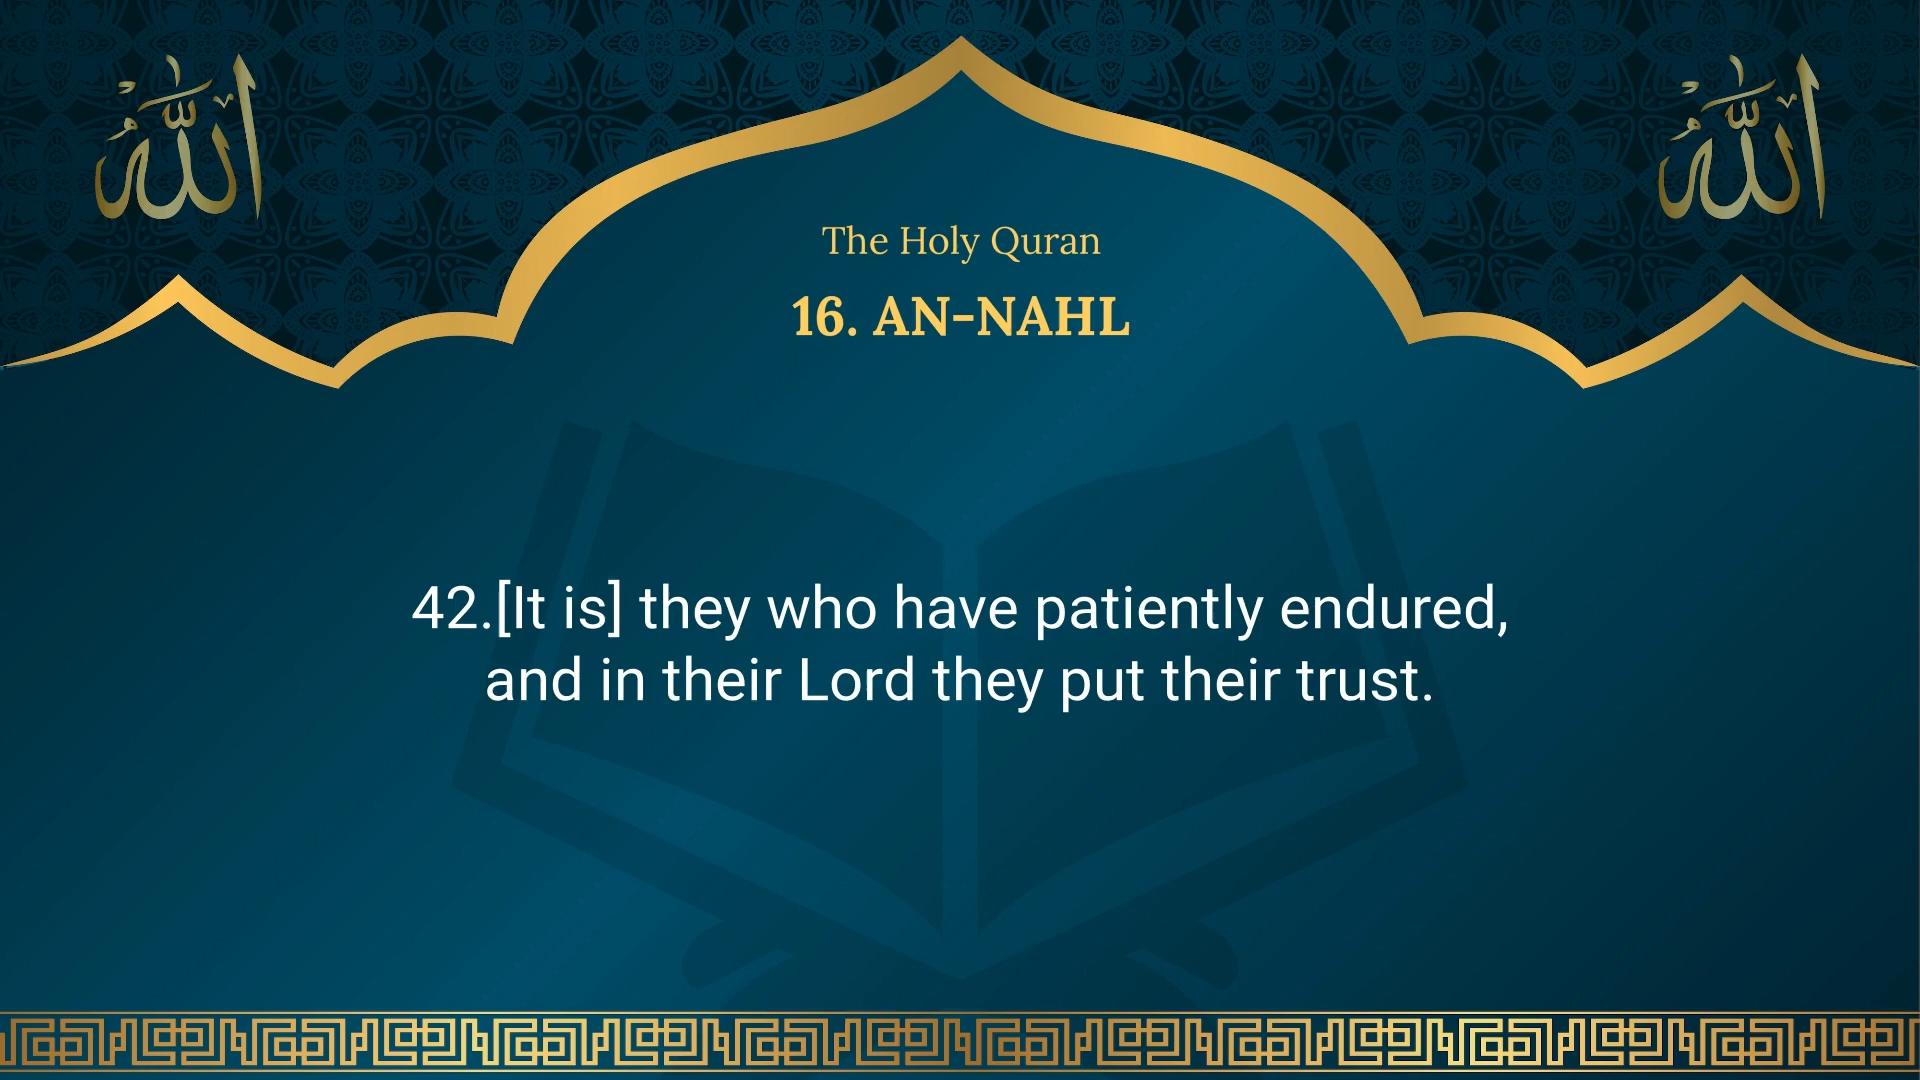 الله
الله
The Holy Quran
16. AN-NAHL
42.[It is] they who have patiently endured,
and in their Lord they put their trust.